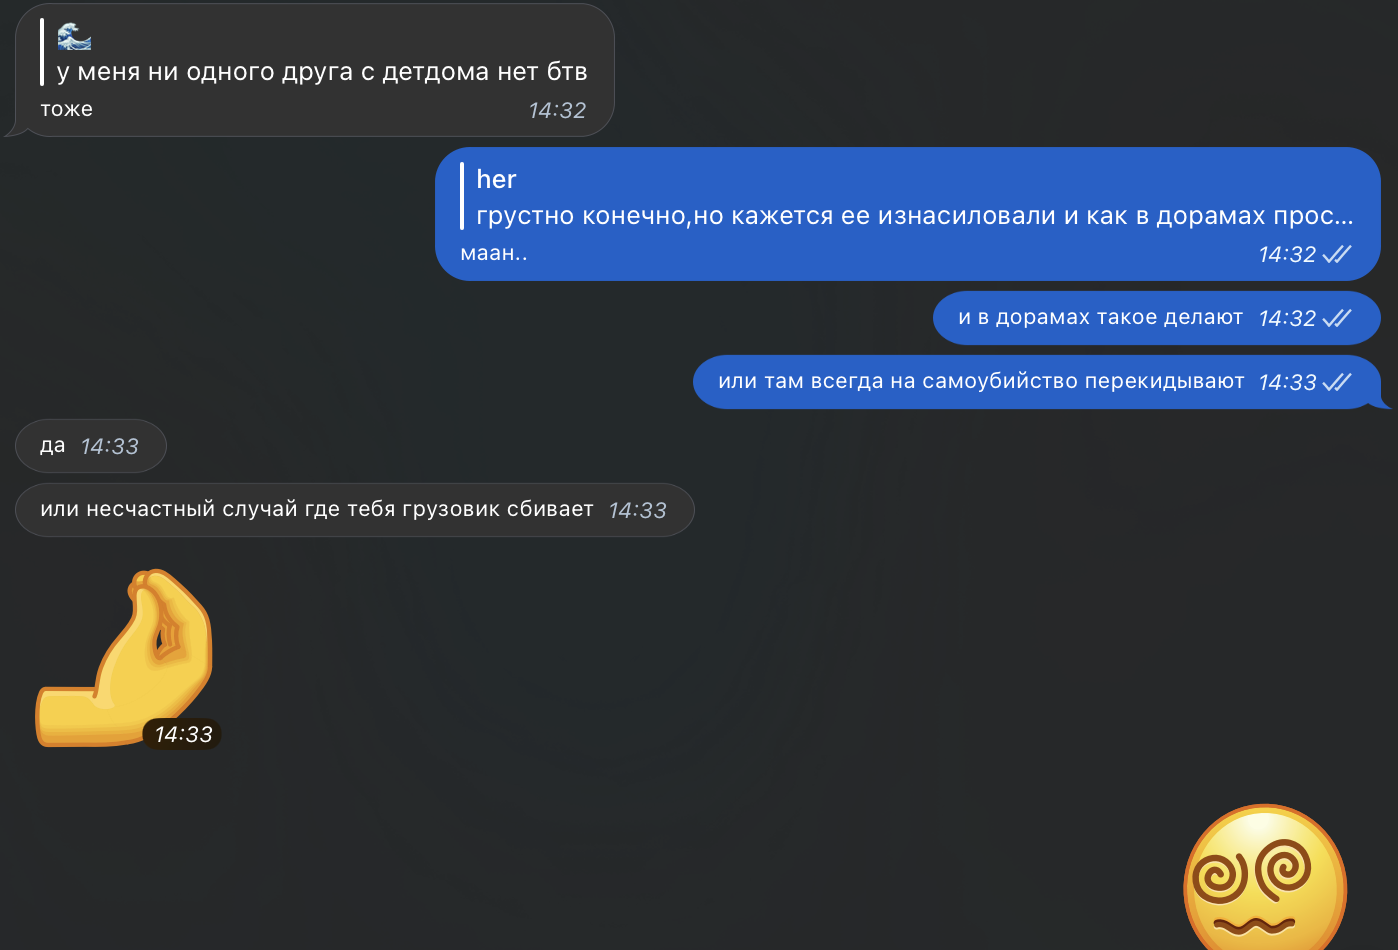 🌊
у меня ни одного друга с детдома нет бтв
тоже 14:32
her
грустно конечно,но кажется ее изнасиловали и как в дорамах прос...
маан.. 14:32
и в дорамах такое делают 14:32
или там всегда на самоубийство перекидывают 14:33
да 14:33
или несчастный случай где тебя грузовик сбивает 14:33
14:33